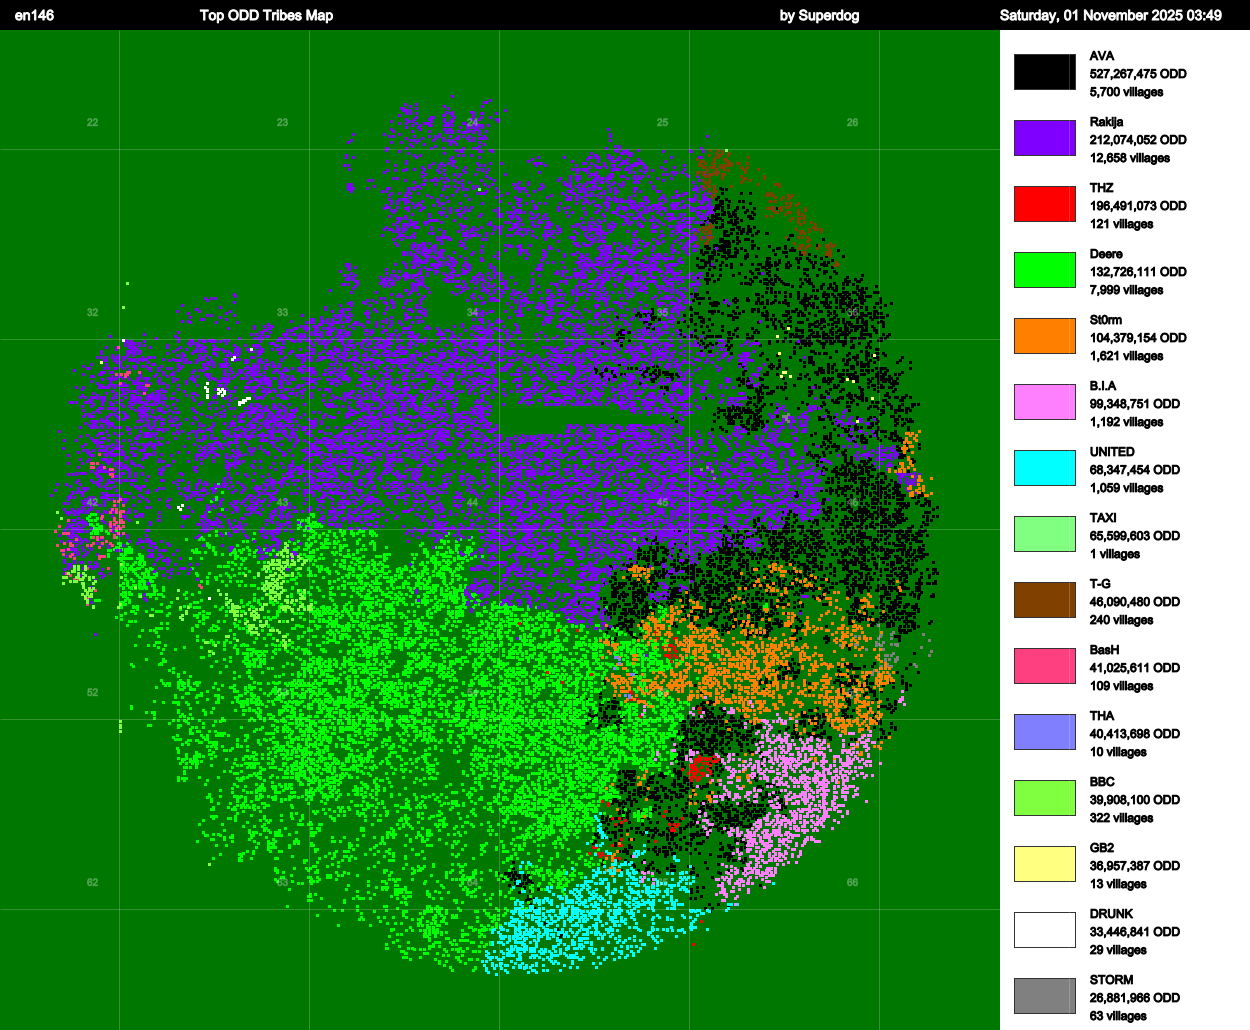 en146
Top ODD Tribes Map
by Superdog
Saturday, 01 November 2025 03:49
22
23
24
25
26
32
33
34
35
42
43
44
45
52
62
66
AVA
527,267,475 ODD
5,700 villages
Rakija
212,074,052 ODD
12,658 villages
THZ
196,491,073 ODD
121 villages
Deere
132,726,111 ODD
7,999 villages
St0rm
104,379,154 ODD
1,621 villages
B.I.A
99,348,751 ODD
1,192 villages
UNITED
68,347,454 ODD
1,059 villages
TAXI
65,599,603 ODD
1 villages
T-G
46,090,480 ODD
240 villages
BasH
41,025,611 ODD
109 villages
THA
40,413,698 ODD
10 villages
BBC
39,908,100 ODD
322 villages
GB2
36,957,387 ODD
13 villages
DRUNK
33,446,841 ODD
29 villages
STORM
26,881,966 ODD
63 villages